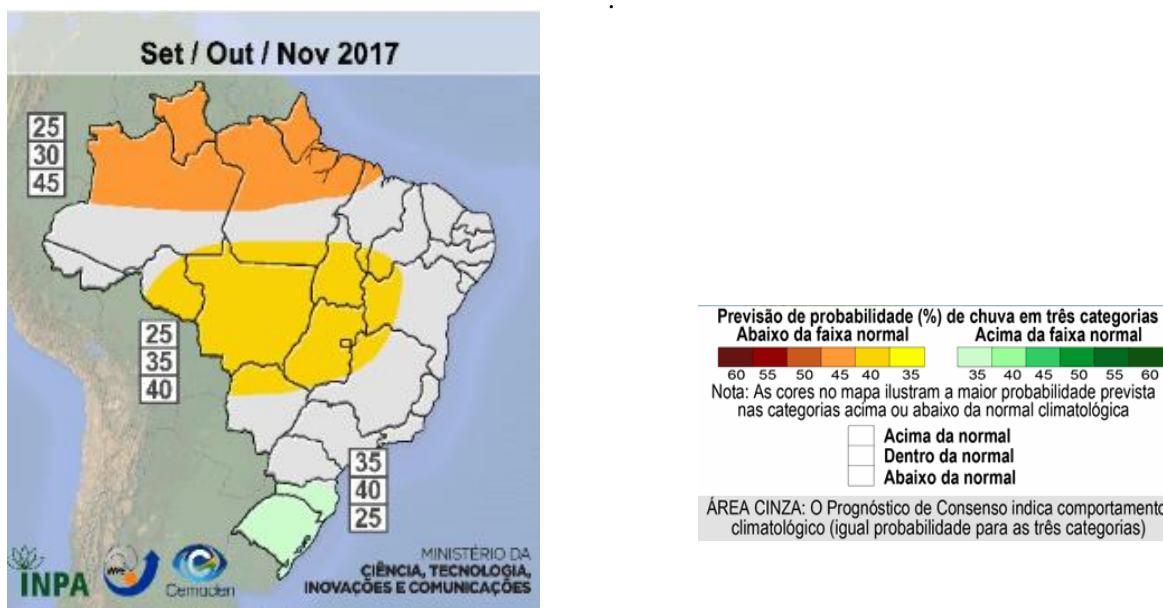 .
Set / Out / Nov 2017
25
30
45
25
35
40
35
40
25
INPA
Cemaden
MINISTÉRIO DA
CIÊNCIA, TECNOLOGIA,
INOVAÇÕES E COMUNICAÇÕES
Previsão de probabilidade (%) de chuva em três categorias
Abaixo da faixa normal Acima da faixa normal
60 55 50 45 40 35 35 40 45 50 55 60
Nota: As cores no mapa ilustram a maior probabilidade prevista
nas categorias acima ou abaixo da normal climatológica
Acima da normal
Dentro da normal
Abaixo da normal
ÁREA CINZA: O Prognóstico de Consenso indica comportamento
climatológico (igual probabilidade para as três categorias)